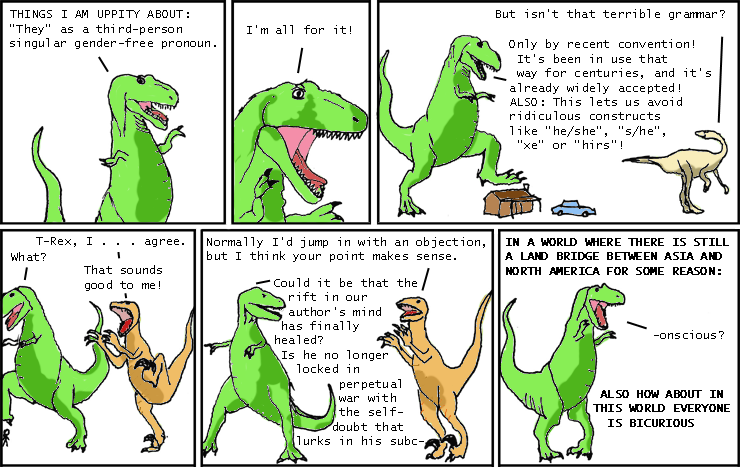 THINGS I AM UPPITY ABOUT:
"They" as a third-person
singular gender-free pronoun.
I'm all for it!
But isn't that terrible grammar?
Only by recent convention!
It's been in use that
way for centuries, and it's
already widely accepted!
ALSO: This lets us avoid
ridiculous constructs
like "he/she", "s/he",
"xe" or "hirs"!
T-Rex, I . . . agree.
What?
That sounds
good to me!
Normally I'd jump in with an objection,
but I think your point makes sense.
Could it be that the
rift in our
author's mind
has finally
healed?
Is he no longer
locked in
perpetual
war with
the self-
doubt that
lurks in his subc-
IN A WORLD WHERE THERE IS STILL
A LAND BRIDGE BETWEEN ASIA AND
NORTH AMERICA FOR SOME REASON:
-onscious?
ALSO HOW ABOUT IN
THIS WORLD EVERYONE
IS BICURIOUS